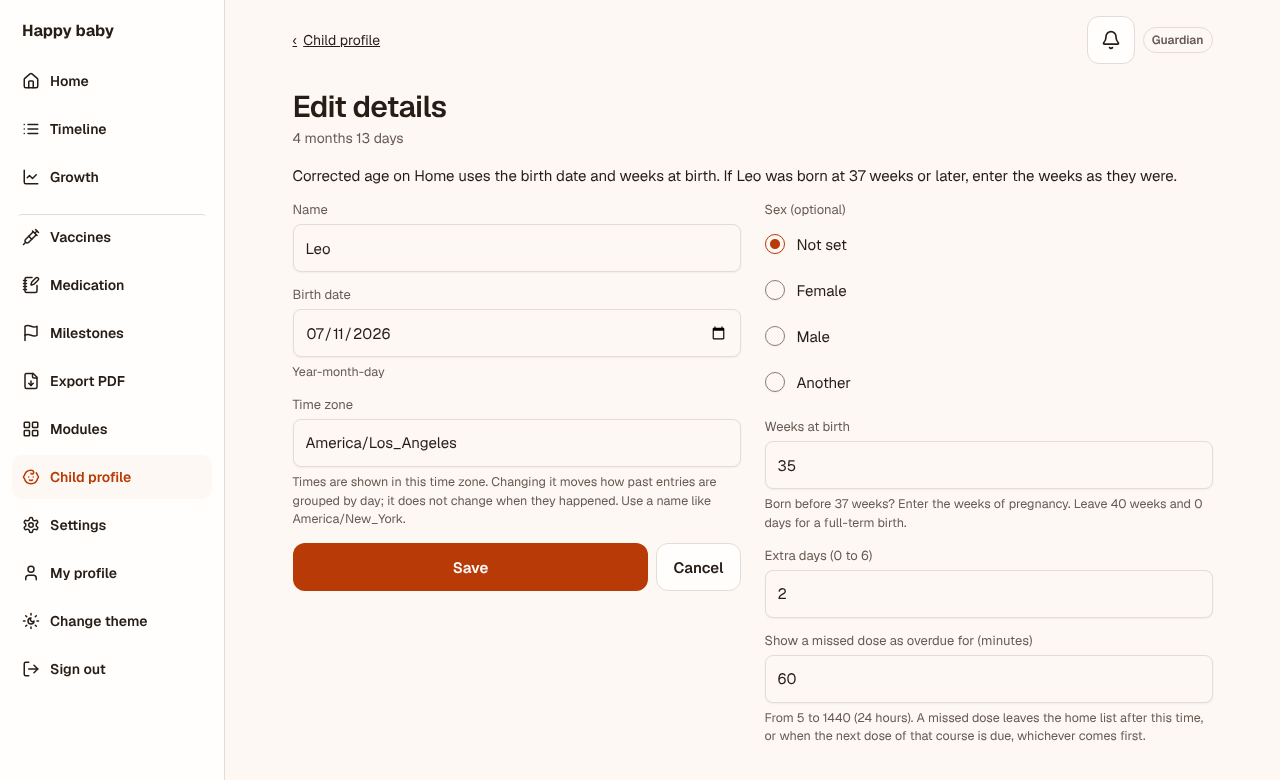 Happy baby
Home
Timeline
Growth
Vaccines
Medication
Milestones
Export PDF
Modules
Child profile
Settings
My profile
Change theme
Sign out
‹ Child profile
Guardian
Edit details
4 months 13 days
Corrected age on Home uses the birth date and weeks at birth. If Leo was born at 37 weeks or later, enter the weeks as they were.
Name
Leo
Birth date
07/11/2026
Year-month-day
Time zone
America/Los_Angeles
Times are shown in this time zone. Changing it moves how past entries are
grouped by day; it does not change when they happened. Use a name like
America/New_York.
Save
Cancel
Sex (optional)
Not set
Female
Male
Another
Weeks at birth
35
Born before 37 weeks? Enter the weeks of pregnancy. Leave 40 weeks and 0
days for a full-term birth.
Extra days (0 to 6)
2
Show a missed dose as overdue for (minutes)
60
From 5 to 1440 (24 hours). A missed dose leaves the home list after this time,
or when the next dose of that course is due, whichever comes first.